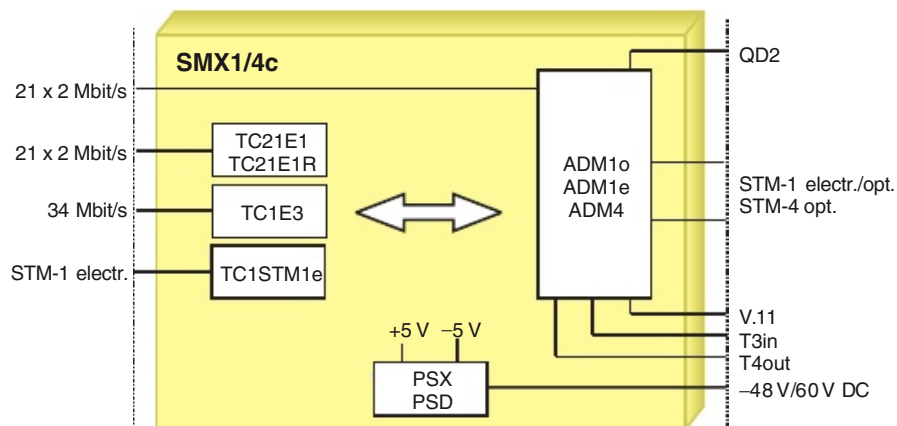 SMX1/4c
QD2
21 x 2 Mbit/s
21 x 2 Mbit/s
TC21E1
TC21E1R
34 Mbit/s
TC1E3
STM-1 electr.
TC1STM1e
ADM1o
ADM1e
ADM4
STM-1 electr./opt.
STM-4 opt.
V.11
T3in
T4out
+5 V –5 V
PSX
PSD
–48 V/60 V DC